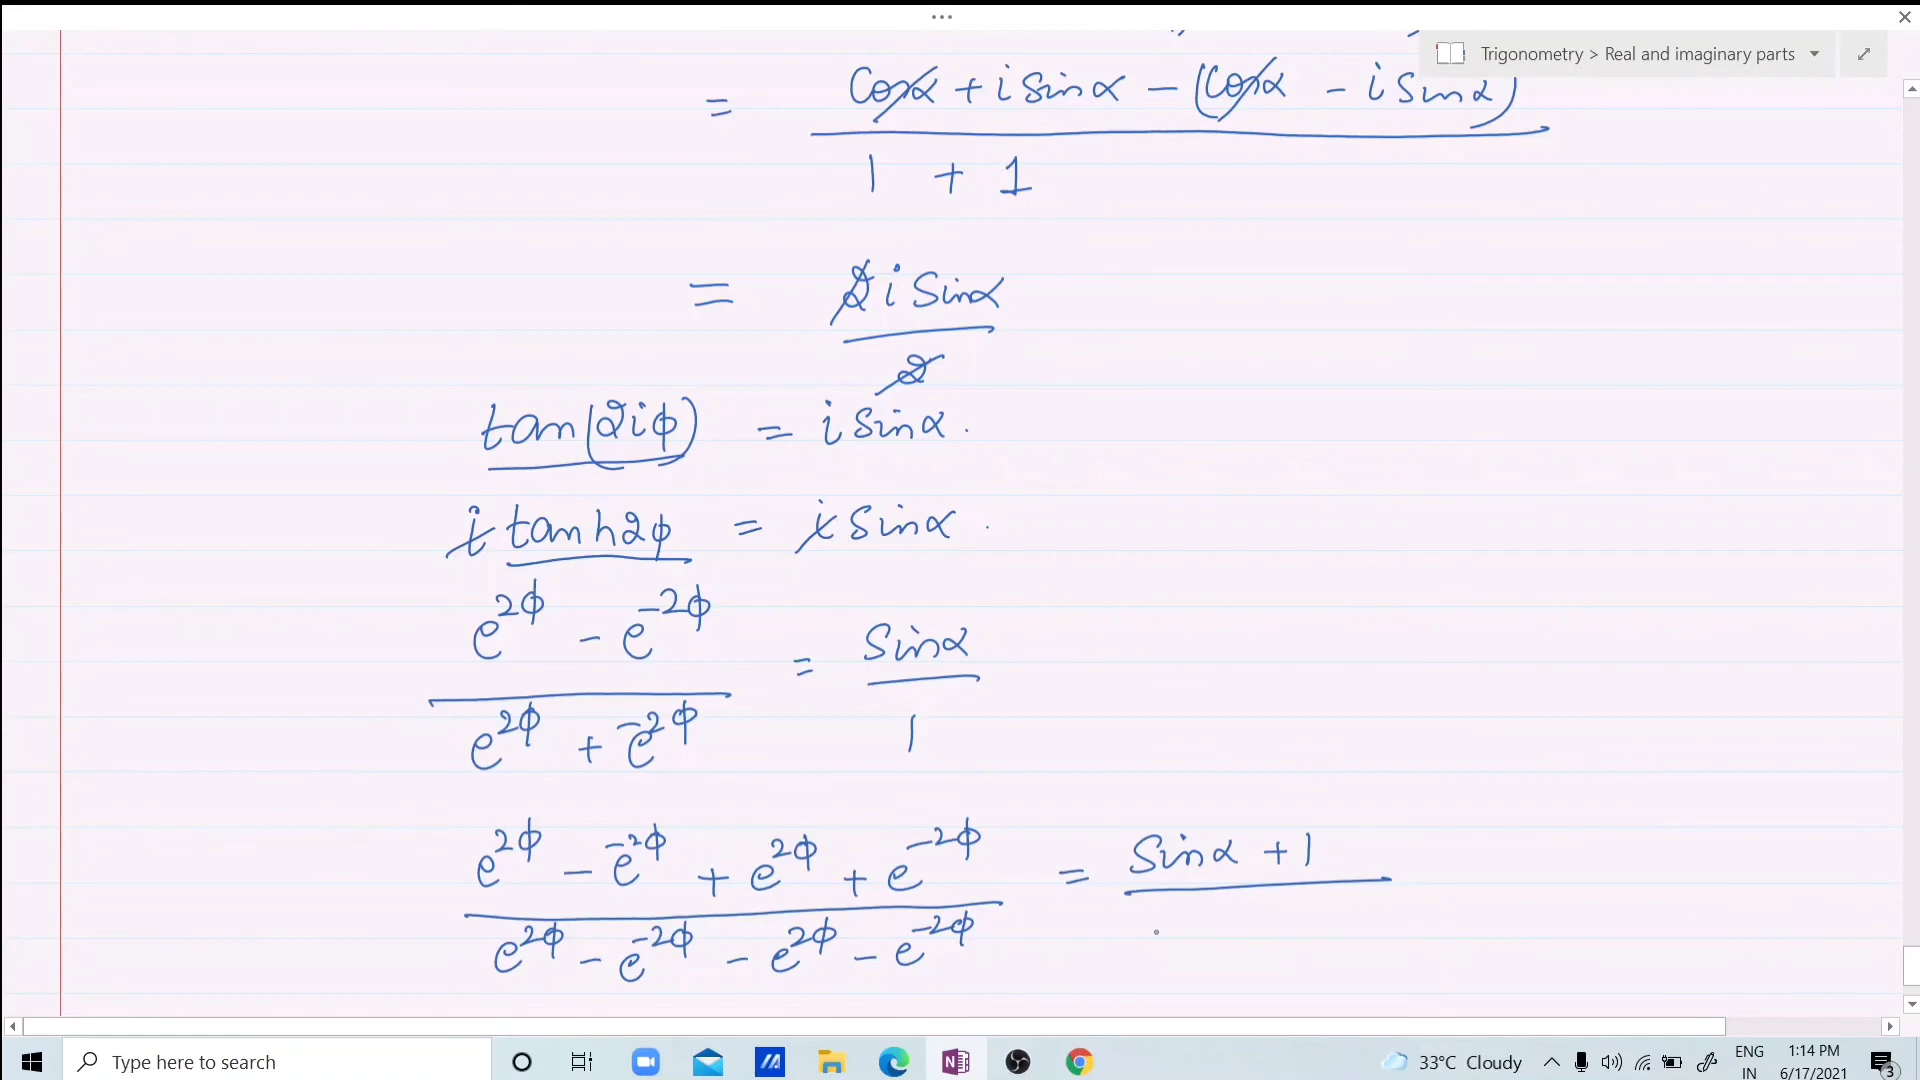 Trigonometry > Real and imaginary parts
= Cosα + i Sinα − (Cosα − i Sinα)
1 + 1
= 2 i Sinα
2
tan(2iϕ) = i Sinα.
i tanh2ϕ = i Sinα.
e^2ϕ − e^−2ϕ
= Sinα
e^2ϕ + e^−2ϕ
1
e^2ϕ − e^−2ϕ + e^2ϕ + e^−2ϕ = Sinα + 1
e^2ϕ − e^−2ϕ − e^2ϕ − e^−2ϕ
Type here to search
33°C Cloudy
ENG
IN
1:14 PM
6/17/2021
3